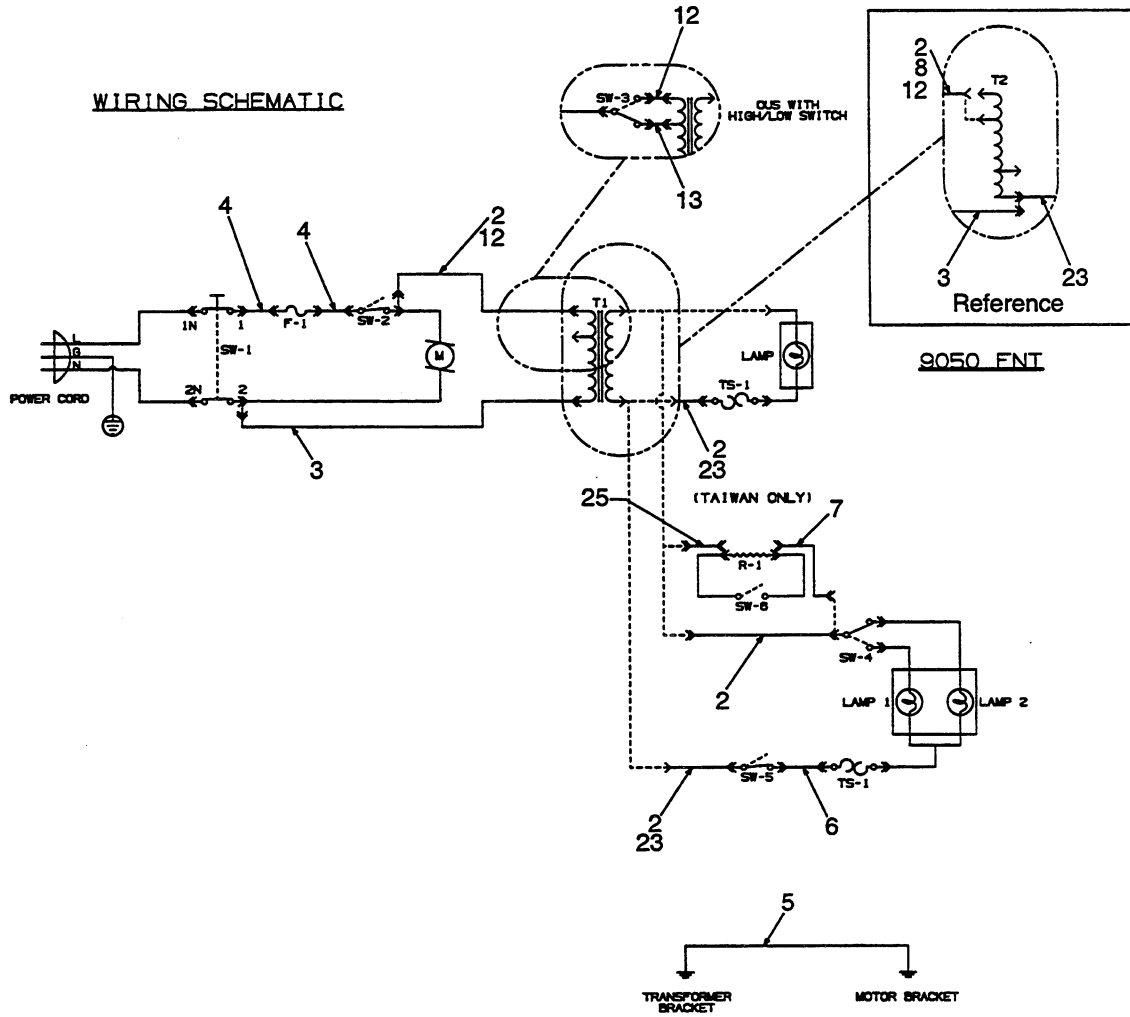 WIRING SCHEMATIC
12
SW-3
OUS WITH
HIGH/LOW SWITCH
13
2
8
12
T2
3
23
Reference
9050 FNT
4
4
2
12
1N
1
F-1
SW-2
SW-1
L
G
N
POWER CORD
2N
2
M
3
T1
LAMP
TS-1
2
23
(TAIWAN ONLY)
25
7
R-1
SW-6
SW-4
2
LAMP 1
LAMP 2
SW-5
TS-1
2
23
6
5
TRANSFORMER
BRACKET
MOTOR BRACKET